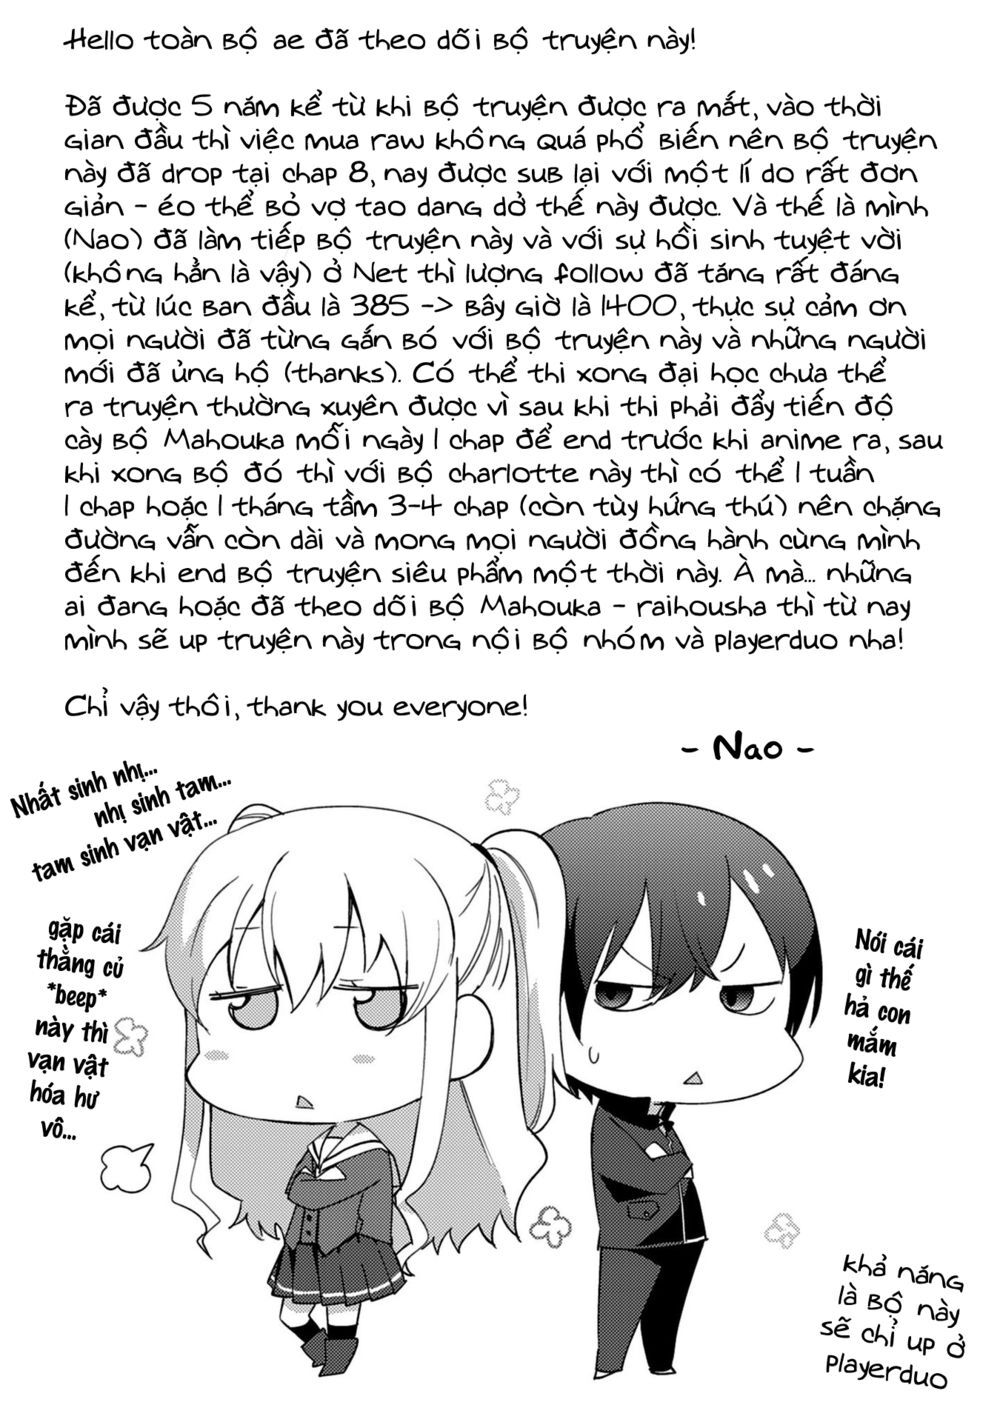 Hello toàn bộ ae đã theo dõi bộ truyện này!
Đã được 5 năm kể từ khi bộ truyện được ra mắt, vào thời
gian đầu thì việc mua raw không quá phổ biến nên bộ truyện
này đã drop tại chap 8, nay được sub lại với một lí do rất đơn
giản - éo thể bỏ vợ tao dang dở thế này được. Và thế là mình
(Nao) đã làm tiếp bộ truyện này và với sự hồi sinh tuyệt vời
(không hẳn là vậy) ở Net thì lượng follow đã tăng rất đáng
kể, từ lúc ban đầu là 385 -> bây giờ là 1400, thực sự cảm ơn
mọi người đã từng gắn bó với bộ truyện này và những người
mới đã ủng hộ (thanks). Có thể thi xong đại học chưa thể
ra truyện thường xuyên được vì sau khi thi phải đẩy tiến độ
cày bộ Mahouka mỗi ngày 1 chap để end trước khi anime ra, sau
khi xong bộ đó thì với bộ charlotte này thì có thể 1 tuần
1 chap hoặc 1 tháng tầm 3-4 chap (còn tùy hứng thú) nên chặng
đường vẫn còn dài và mong mọi người đồng hành cùng mình
đến khi end bộ truyện siêu phẩm một thời này. À mà... những
ai đang hoặc đã theo dõi bộ Mahouka - raihousha thì từ nay
mình sẽ up truyện này trong nội bộ nhóm và playerduo nha!
Chỉ vậy thôi, thank you everyone!
- Nao -
Nhất sinh nhị...
nhị sinh tam...
tam sinh vạn vật...
gặp cái
thằng củ
*beep*
này thì
vạn vật
hóa hư
vô...
Nói cái
gì thế
hả con
mắm
kia!
khả năng
là bộ này
sẽ chỉ up ở
playerduo